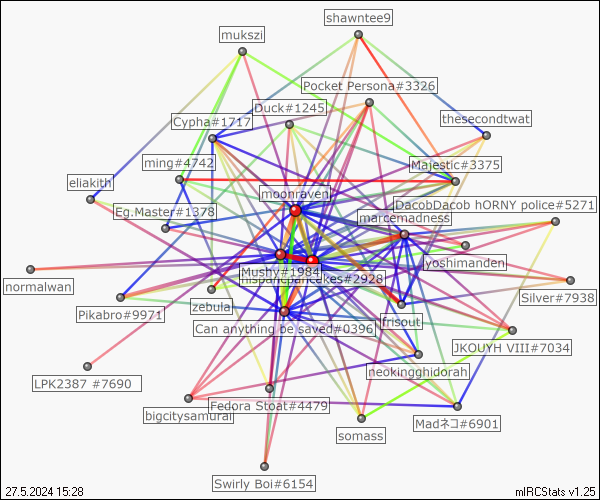 shawntee9
mukszi
Pocket Persona#3326
Duck#1245
Cypha#1717
thesecondtwat
ming#4742
Majestic#3375
eliakith
moonraven
DacobDacob hORNY police#5271
Eg.Master#1378
marcemadness
yoshinanden
normalwan
Mushy#1984
cakes#2928
Silver#7938
zebula
Pikabro#9971
Can anything be saved#0396
frisout
JKOUYH VIII#7034
neokingghidorah
LPK2387 #7690
Fedora Stoat#4479
bigcitysamurai
Madネコ#6901
somass
Swirly Boi#6154
27.5.2024 15:28
mIRCStats v1.25